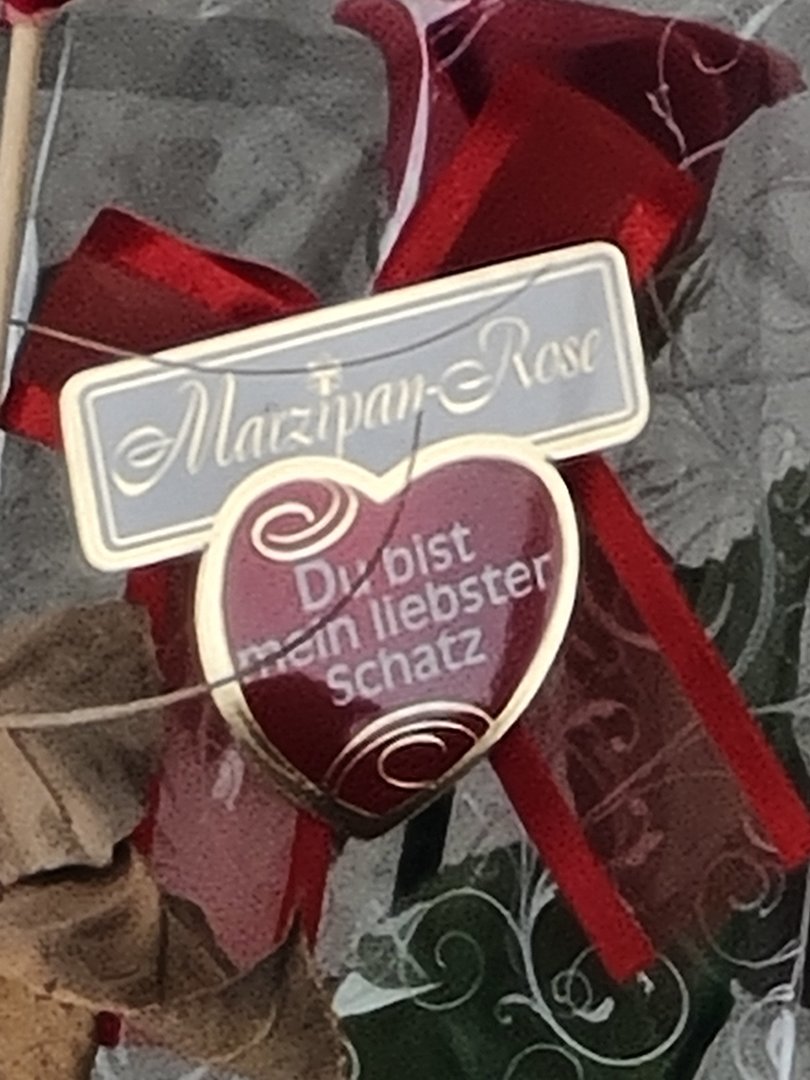 Marzipan-Rose
Du bist
mein liebster
Schatz